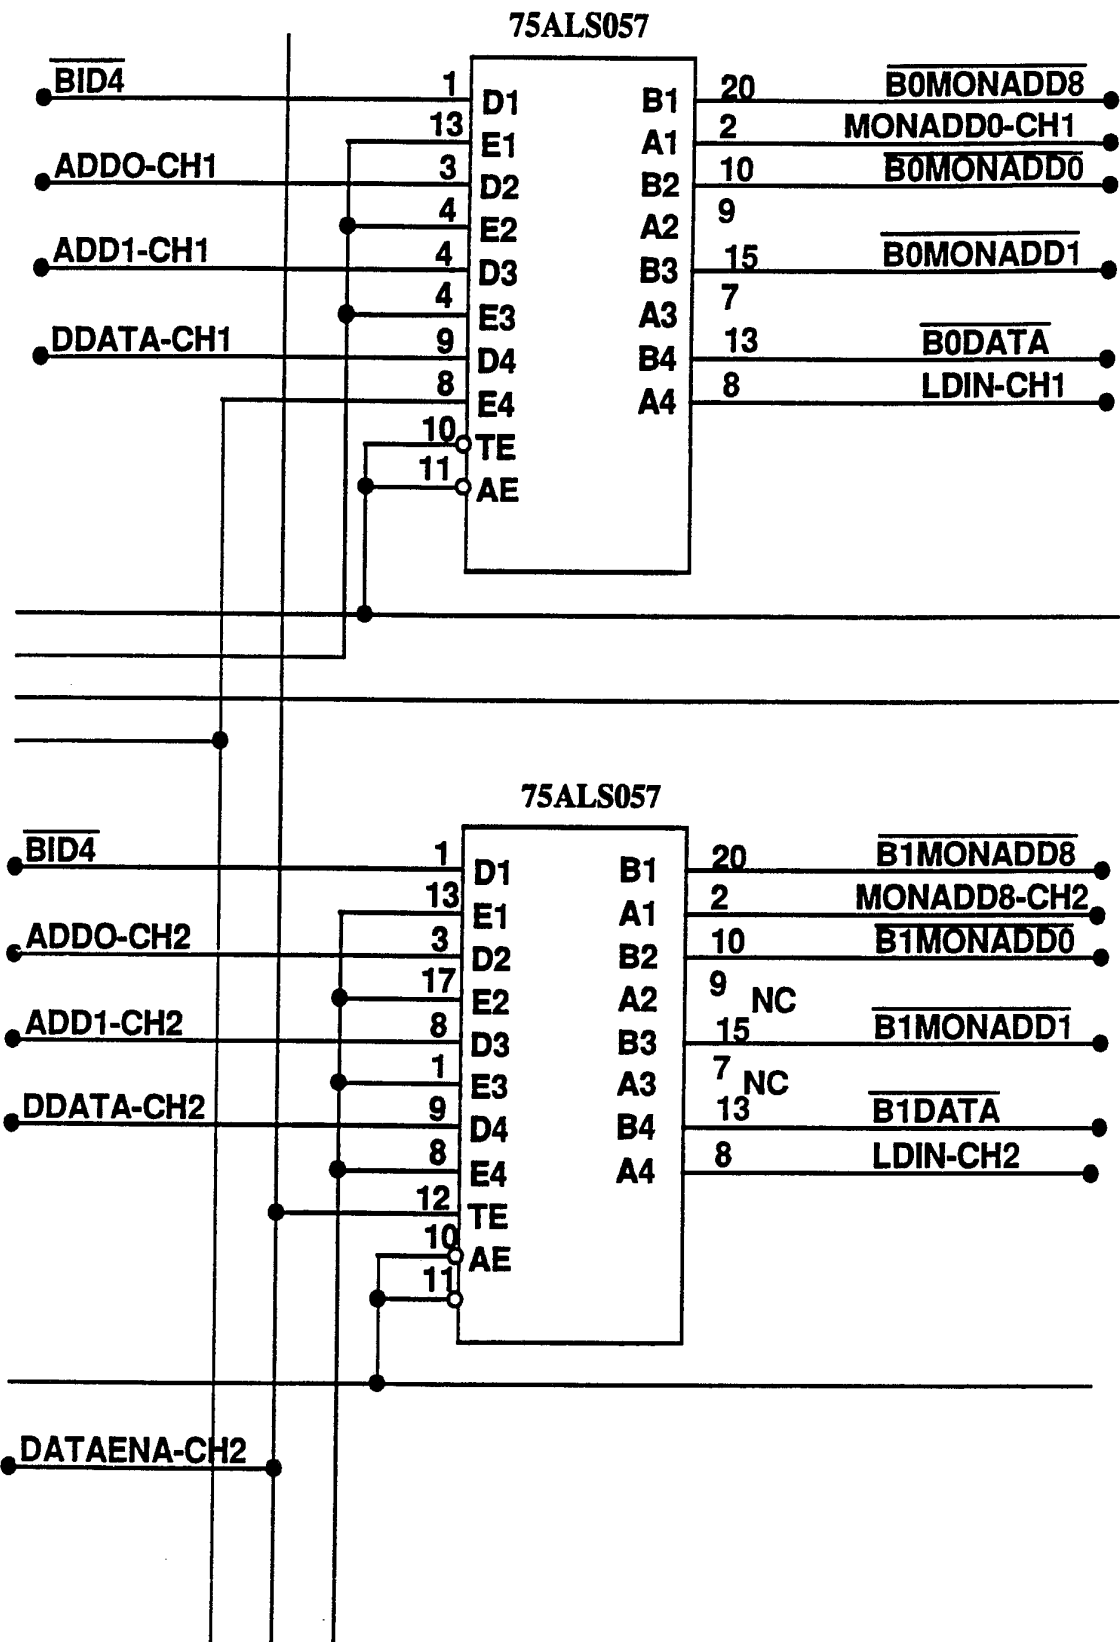 75ALS057
BID4 1 D1 B1 20 B0MONADD8
13 E1 A1 2 MONADD0-CH1
ADDO-CH1 3 D2 B2 10 B0MONADD0
4 E2 A2 9
ADD1-CH1 4 D3 B3 15 B0MONADD1
4 E3 A3 7
DDATA-CH1 9 D4 B4 13 B0DATA
8 E4 A4 8 LDIN-CH1
10 TE
11 AE
75ALS057
BID4 1 D1 B1 20 B1MONADD8
13 E1 A1 2 MONADD8-CH2
ADDO-CH2 3 D2 B2 10 B1MONADD0
17 E2 A2 9 NC
ADD1-CH2 8 D3 B3 15 B1MONADD1
1 E3 A3 7 NC
DDATA-CH2 9 D4 B4 13 B1DATA
8 E4 A4 8 LDIN-CH2
12 TE
10 AE
11
DATAENA-CH2